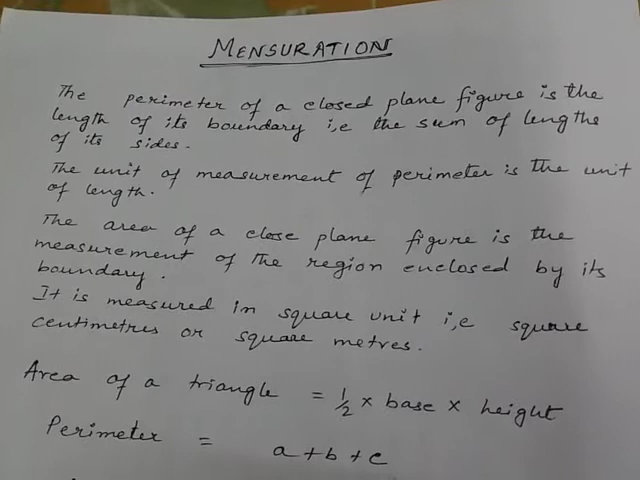 MENSURATION
The perimeter of a closed plane figure is the
length of its boundary i,e the sum of lengths
of its sides.
The unit of measurement of perimeter is the unit
of length.
The area of a close plane figure is the
measurement of the region enclosed by its
boundary.
It is measured in square unit i,e square
centimetres or square metres.
Area of a triangle = 1/2 × base × height
Perimeter = a+b+c